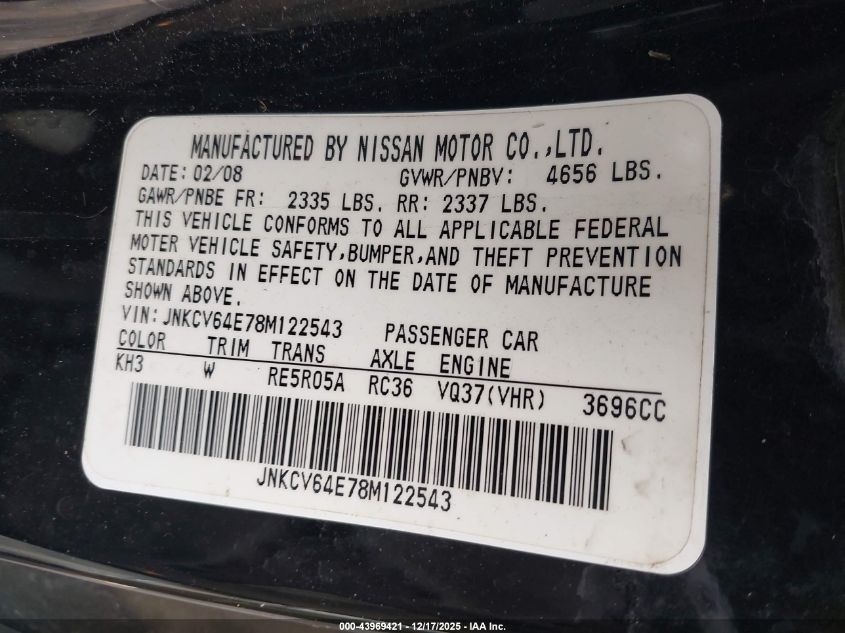 MANUFACTURED BY NISSAN MOTOR CO.,LTD.
DATE: 02/08 GVWR/PNBV: 4656 LBS.
GAWR/PNBE FR: 2335 LBS. RR: 2337 LBS.
THIS VEHICLE CONFORMS TO ALL APPLICABLE FEDERAL
MOTER VEHICLE SAFETY,BUMPER,AND THEFT PREVENTION
STANDARDS IN EFFECT ON THE DATE OF MANUFACTURE
SHOWN ABOVE.
VIN: JNKCV64E78M122543 PASSENGER CAR
COLOR TRIM TRANS AXLE ENGINE
KH3 W RE5R05A RC36 VQ37(VHR) 3696CC
JNKCV64E78M122543
000-43969421 - 12/17/2025 - IAA Inc.